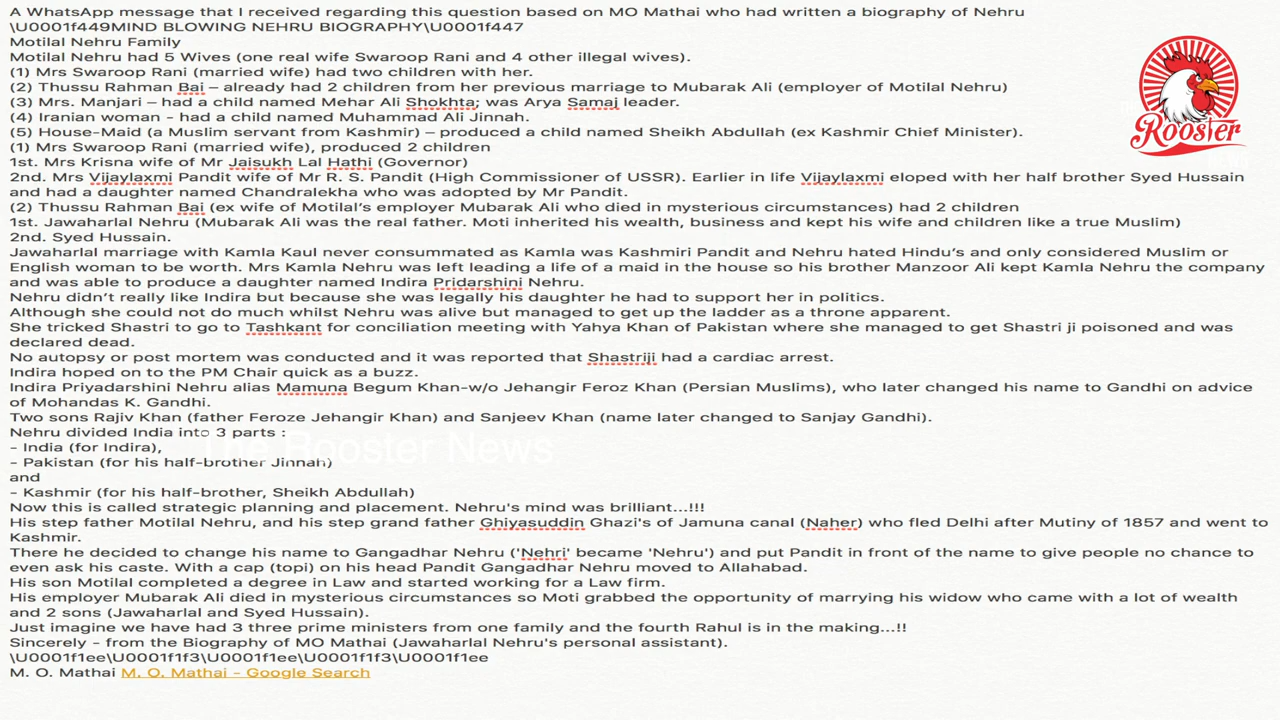 A WhatsApp message that I received regarding this question based on MO Mathai who had written a biography of Nehru
\U0001f449MIND BLOWING NEHRU BIOGRAPHY\U0001f447
Motilal Nehru Family
Motilal Nehru had 5 Wives (one real wife Swaroop Rani and 4 other illegal wives).
(1) Mrs Swaroop Rani (married wife) had two children with her.
(2) Thussu Rahman Bai – already had 2 children from her previous marriage to Mubarak Ali (employer of Motilal Nehru)
(3) Mrs. Manjari – had a child named Mehar Ali Shokhta; was Arya Samaj leader.
(4) Iranian woman - had a child named Muhammad Ali Jinnah.
(5) House-Maid (a Muslim servant from Kashmir) – produced a child named Sheikh Abdullah (ex Kashmir Chief Minister).
(1) Mrs Swaroop Rani (married wife), produced 2 children
1st. Mrs Krisna wife of Mr Jaisukh Lal Hathi (Governor)
2nd. Mrs Vijaylaxmi Pandit wife of Mr R. S. Pandit (High Commissioner of USSR). Earlier in life Vijaylaxmi eloped with her half brother Syed Hussain
and had a daughter named Chandralekha who was adopted by Mr Pandit.
(2) Thussu Rahman Bai (ex wife of Motilal’s employer Mubarak Ali who died in mysterious circumstances) had 2 children
1st. Jawaharlal Nehru (Mubarak Ali was the real father. Moti inherited his wealth, business and kept his wife and children like a true Muslim)
2nd. Syed Hussain.
Jawaharlal marriage with Kamla Kaul never consummated as Kamla was Kashmiri Pandit and Nehru hated Hindu’s and only considered Muslim or
English woman to be worth. Mrs Kamla Nehru was left leading a life of a maid in the house so his brother Manzoor Ali kept Kamla Nehru the company
and was able to produce a daughter named Indira Pridarshini Nehru.
Nehru didn’t really like Indira but because she was legally his daughter he had to support her in politics.
Although she could not do much whilst Nehru was alive but managed to get up the ladder as a throne apparent.
She tricked Shastri to go to Tashkant for conciliation meeting with Yahya Khan of Pakistan where she managed to get Shastri ji poisoned and was
declared dead.
No autopsy or post mortem was conducted and it was reported that Shastriji had a cardiac arrest.
Indira hoped on to the PM Chair quick as a buzz.
Indira Priyadarshini Nehru alias Mamuna Begum Khan-w/o Jehangir Feroz Khan (Persian Muslims), who later changed his name to Gandhi on advice
of Mohandas K. Gandhi.
Two sons Rajiv Khan (father Feroze Jehangir Khan) and Sanjeev Khan (name later changed to Sanjay Gandhi).
Nehru divided India into 3 parts :
- India (for Indira),
- Pakistan (for his half-brother Jinnah)
and
- Kashmir (for his half-brother, Sheikh Abdullah)
Now this is called strategic planning and placement. Nehru's mind was brilliant...!!!
His step father Motilal Nehru, and his step grand father Ghiyasuddin Ghazi's of Jamuna canal (Naher) who fled Delhi after Mutiny of 1857 and went to
Kashmir.
There he decided to change his name to Gangadhar Nehru ('Nehri' became 'Nehru') and put Pandit in front of the name to give people no chance to
even ask his caste. With a cap (topi) on his head Pandit Gangadhar Nehru moved to Allahabad.
His son Motilal completed a degree in Law and started working for a Law firm.
His employer Mubarak Ali died in mysterious circumstances so Moti grabbed the opportunity of marrying his widow who came with a lot of wealth
and 2 sons (Jawaharlal and Syed Hussain).
Just imagine we have had 3 three prime ministers from one family and the fourth Rahul is in the making...!!
Sincerely - from the Biography of MO Mathai (Jawaharlal Nehru's personal assistant).
\U0001f1ee\U0001f1f3\U0001f1ee\U0001f1f3\U0001f1ee
M. O. Mathai M. O. Mathai - Google Search
Rooster
The Rooster News